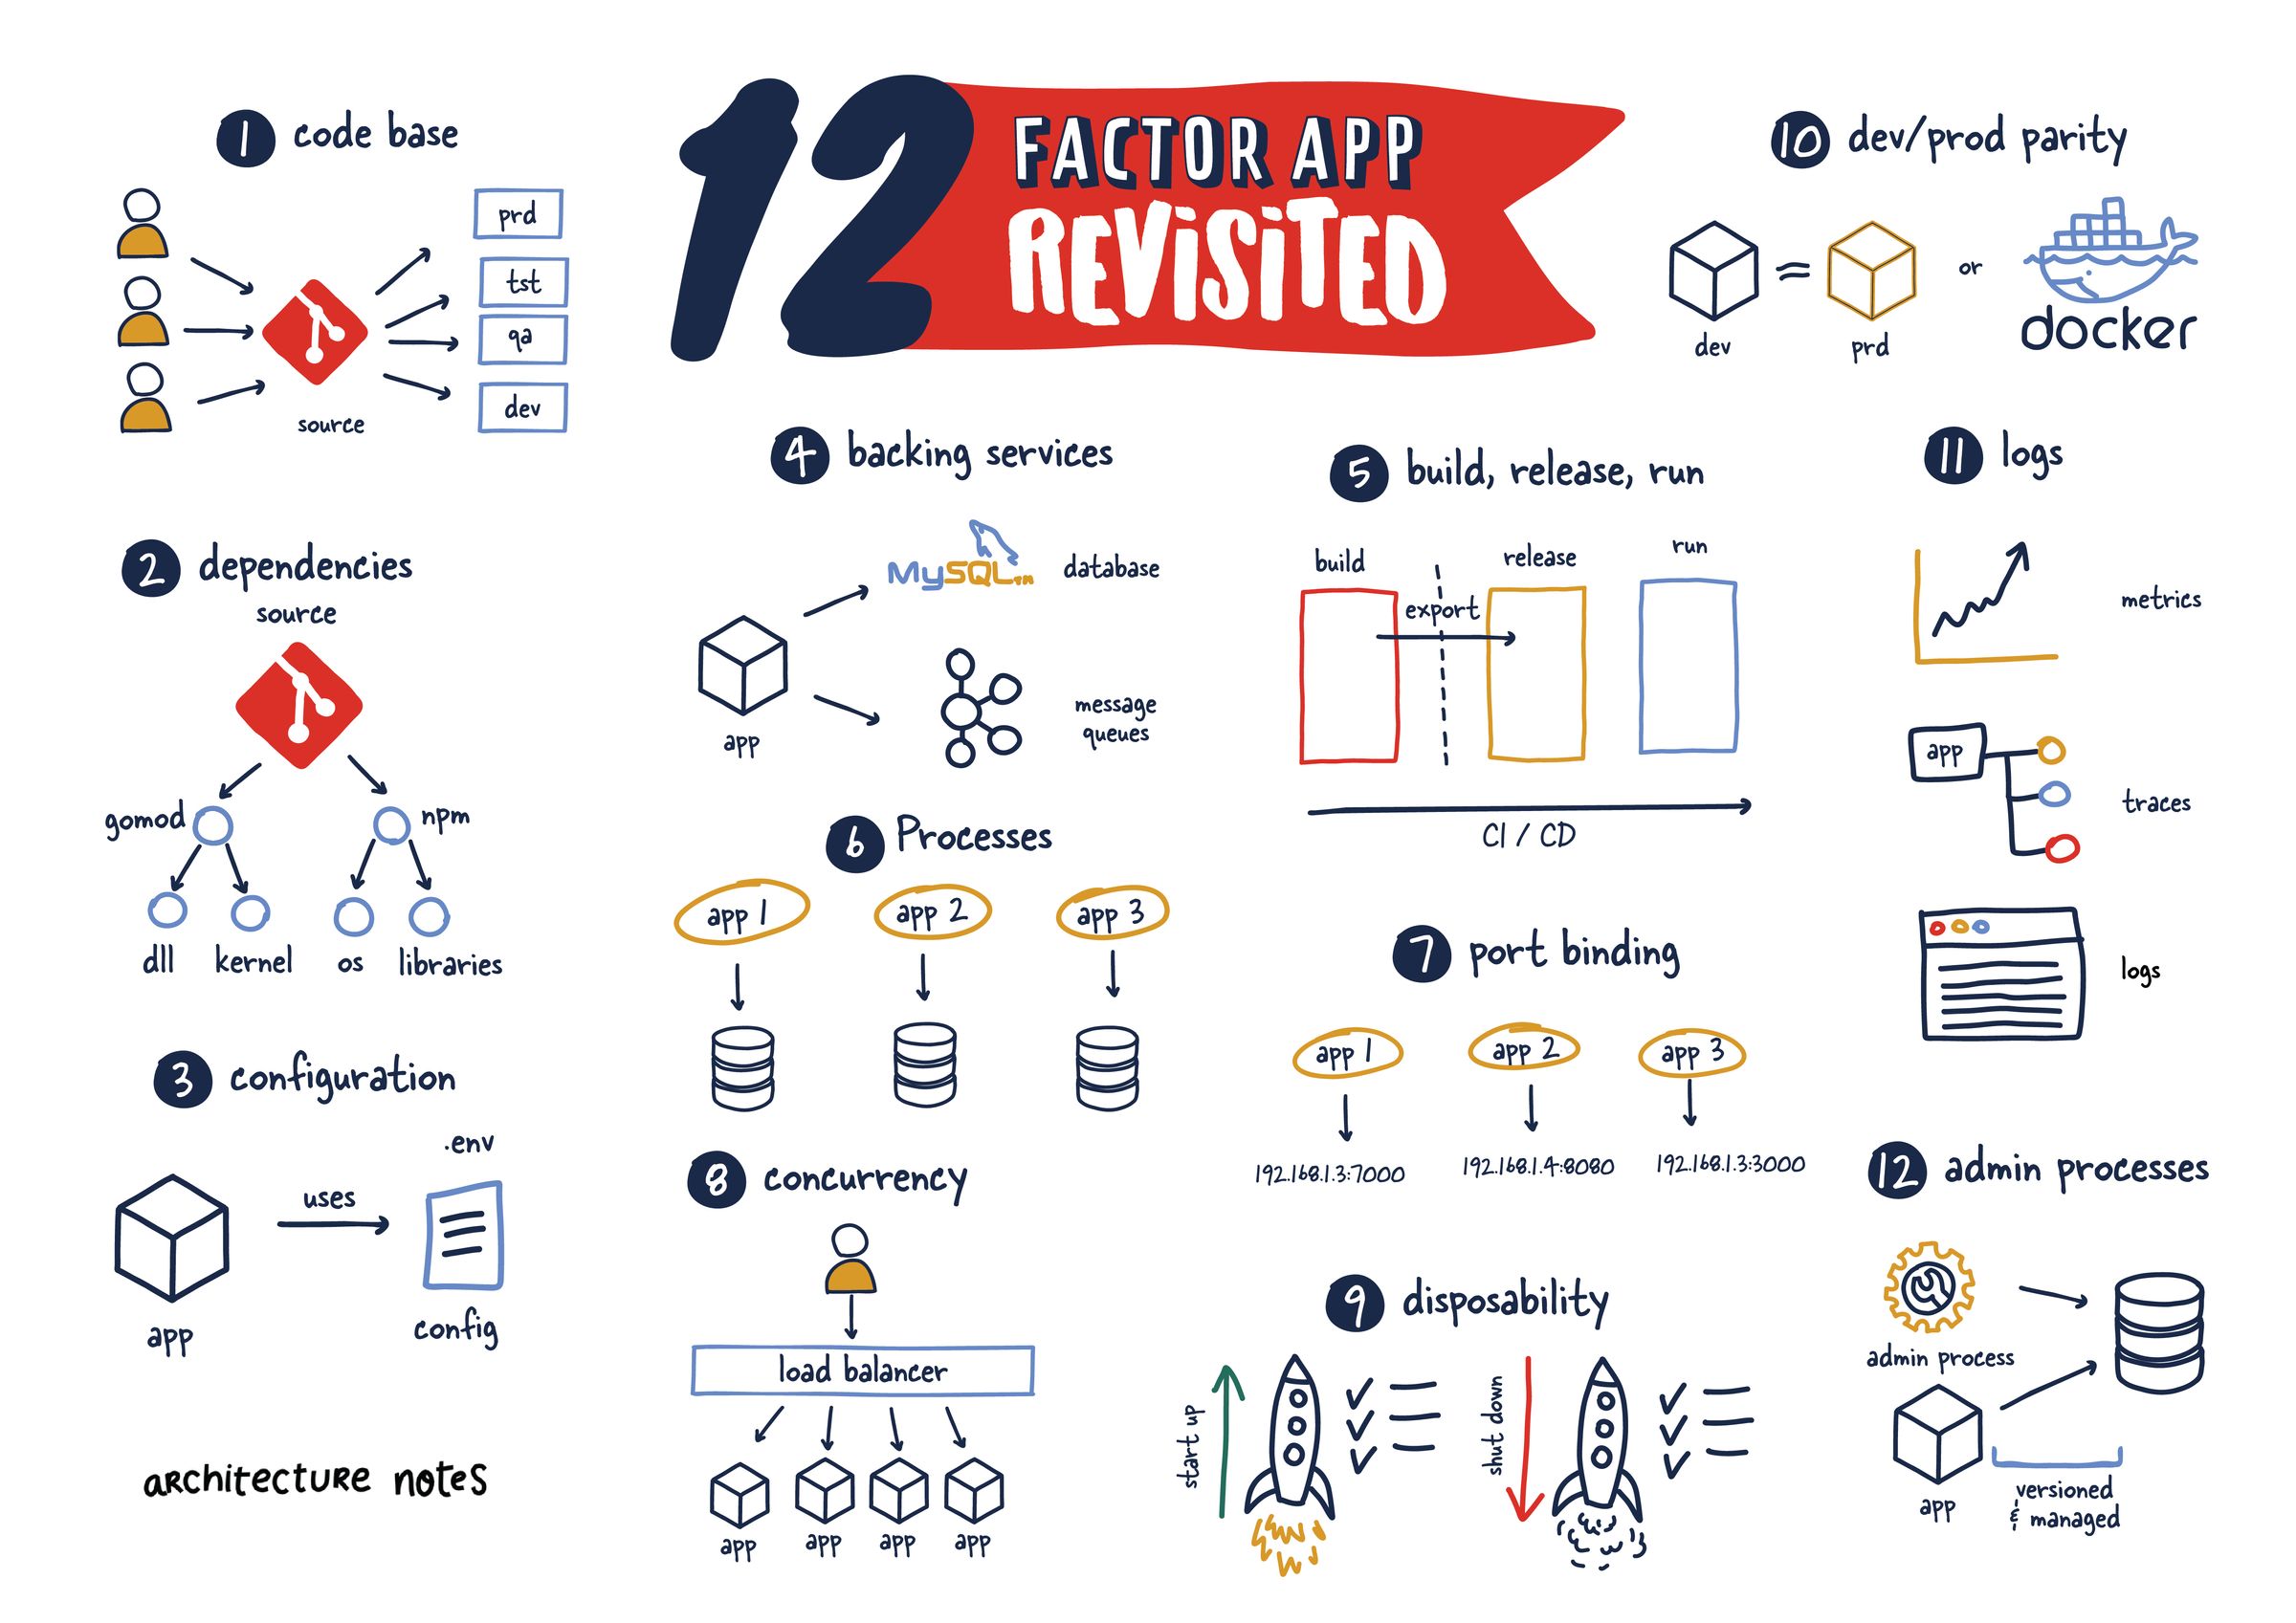 12
FACTOR APP
REVISITED
1 code base
prd
tst
qa
dev
source
2 dependencies
source
gomod
npm
dll
kernel
os
libraries
3 configuration
.env
uses
app
config
architecture notes
4 backing services
MySQL™
database
app
message
queues
5 build, release, run
build
release
run
export
CI / CD
6 Processes
app 1
app 2
app 3
7 port binding
app 1
app 2
app 3
192.168.1.3:7000
192.168.1.4:8080
192.168.1.3:3000
8 concurrency
load balancer
app
app
app
app
9 disposability
start up
shut down
10 dev/prod parity
dev
=
prd
or
docker
11 logs
metrics
app
traces
logs
12 admin processes
admin process
app
versioned
& managed